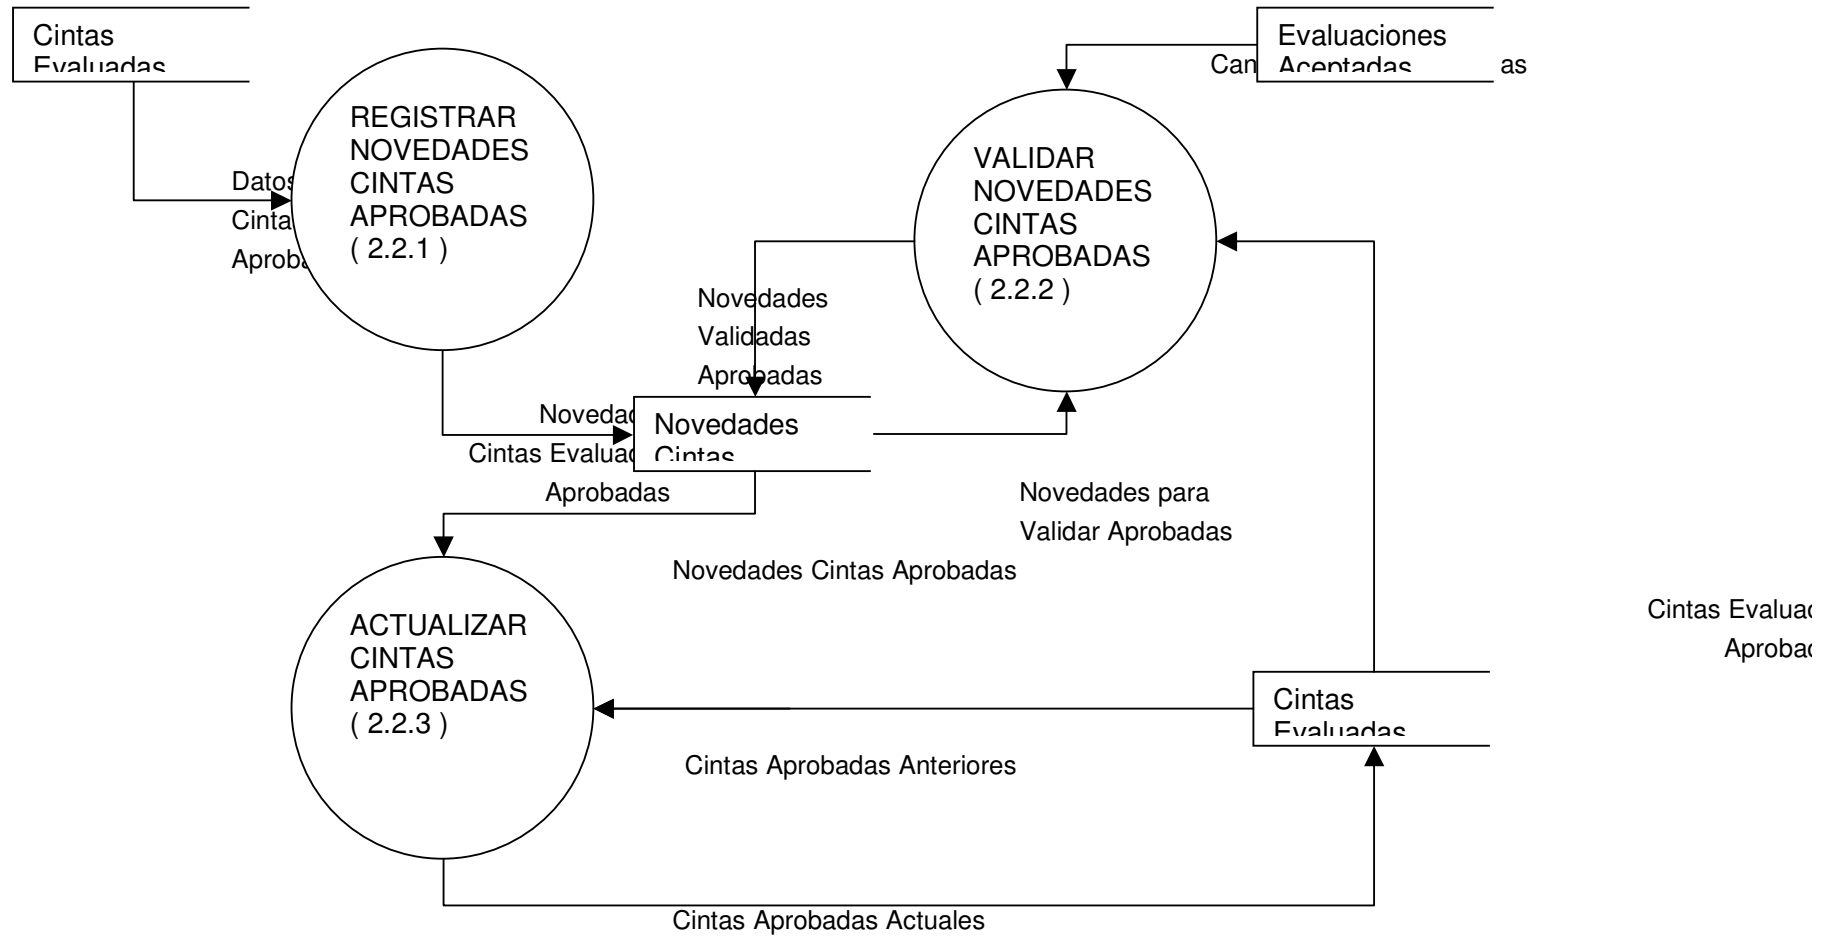 Cintas
Evaluadas
Evaluaciones
Aceptadas
REGISTRAR
NOVEDADES
CINTAS
APROBADAS
( 2.2.1 )
VALIDAR
NOVEDADES
CINTAS
APROBADAS
( 2.2.2 )
Datos
Novedades
Validadas
Aprobadas
Novedades
Cintas
Cintas
Aprobadas
Novedades para
Validar Aprobadas
Novedades Cintas Aprobadas
ACTUALIZAR
CINTAS
APROBADAS
( 2.2.3 )
Cintas
Cintas
Evaluadas
Cintas Aprobadas Anteriores
Cintas Aprobadas Actuales